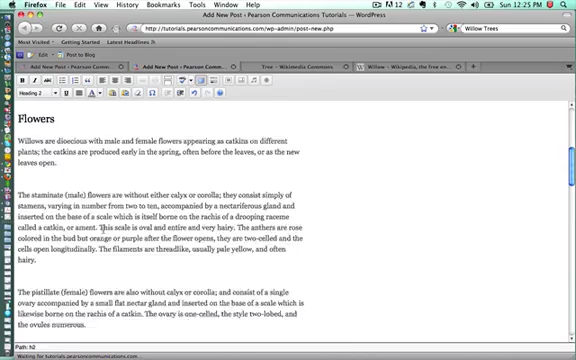 Firefox File Edit View History Bookmarks Tools Window Help 12 Sun 12:25 PM
Add New Post ‹ Pearson Communications Tutorials — WordPress
http://tutorials.pearsoncommunications.com/wp-admin/post-new.php Willow Trees
Most Visited Getting Started Latest Headlines
Edit Post to Blog
Add New Post ‹ Pearson Commun... Add New Post ‹ Pearson Com... Tree - Wikimedia Commons Willow - Wikipedia, the free en...
Heading 2
Flowers
Willows are dioecious with male and female flowers appearing as catkins on different
plants; the catkins are produced early in the spring, often before the leaves, or as the new
leaves open.
The staminate (male) flowers are without either calyx or corolla; they consist simply of
stamens, varying in number from two to ten, accompanied by a nectariferous gland and
inserted on the base of a scale which is itself borne on the rachis of a drooping raceme
called a catkin, or ament. This scale is oval and entire and very hairy. The anthers are rose
colored in the bud but orange or purple after the flower opens, they are two-celled and the
cells open longitudinally. The filaments are threadlike, usually pale yellow, and often
hairy.
The pistillate (female) flowers are also without calyx or corolla; and consist of a single
ovary accompanied by a small flat nectar gland and inserted on the base of a scale which is
likewise borne on the rachis of a catkin. The ovary is one-celled, the style two-lobed, and
the ovules numerous.
Path: h2
Waiting for tutorials.pearsoncommunications.com...